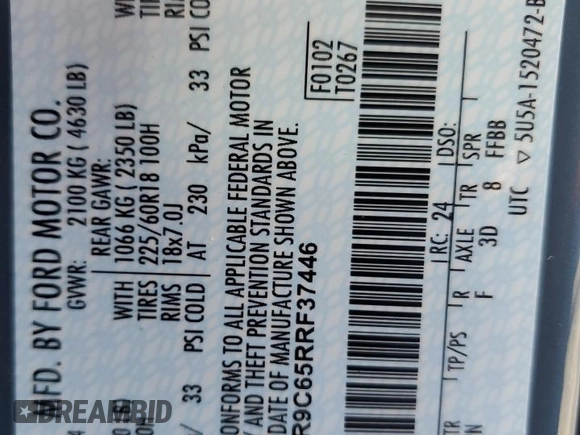 MFD. BY FORD MOTOR CO.
GVWR: 2100 KG ( 4630 LB)
REAR GAWR:
1066 KG ( 2350 LB) WITH
225/60R18 100H TIRES
18x7.0J RIMS
33 PSI COLD AT 230 kPa/ 33 PSI CO
ONFORMS TO ALL APPLICABLE FEDERAL MOTOR
Y AND THEFT PREVENTION STANDARDS IN
DATE OF MANUFACTURE SHOWN ABOVE.
F0102
T0267
R9C65RRF37446
RC: 24 DSO:
TP/PS R AXLE TR SPR
F 3D 8 FFBB
UTC ▽ 5U5A-1520472-B
DREAMBID